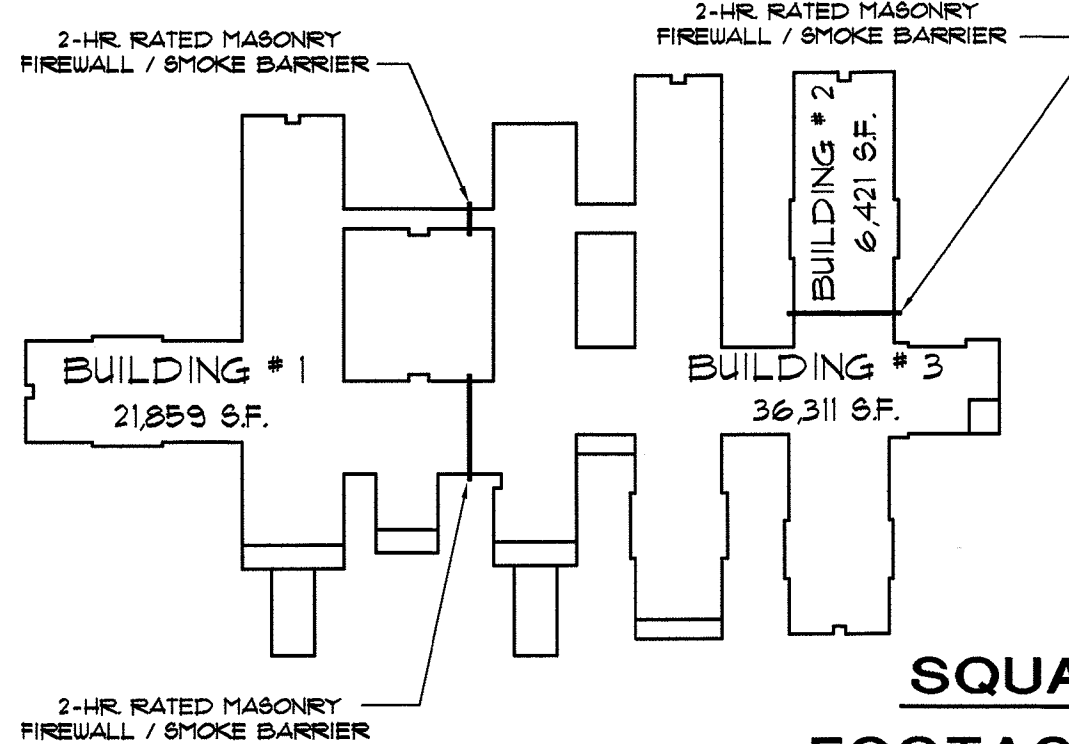 2-HR. RATED MASONRY
FIREWALL / SMOKE BARRIER
2-HR. RATED MASONRY
FIREWALL / SMOKE BARRIER
BUILDING # 2
6,421 S.F.
BUILDING # 1
21,859 S.F.
BUILDING # 3
36,311 S.F.
2-HR. RATED MASONRY
FIREWALL / SMOKE BARRIER
SQUA